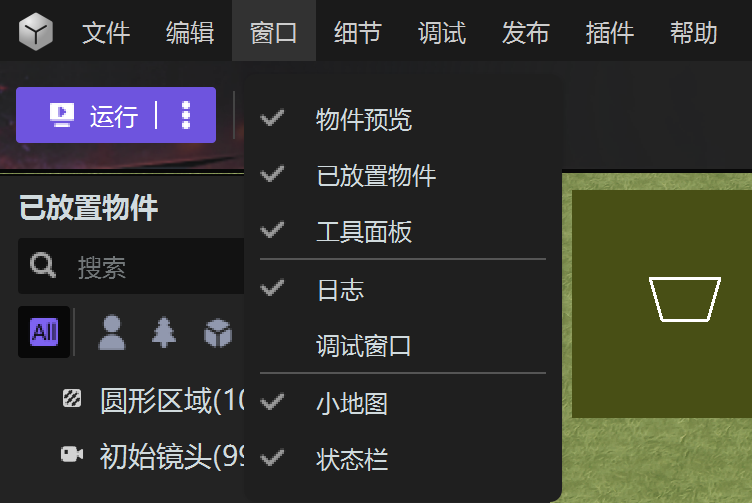 文件 编辑 窗口 细节 调试 发布 插件 帮助
运行
已放置物件
搜索
All
圆形区域(10
初始镜头(99
物件预览
已放置物件
工具面板
日志
调试窗口
小地图
状态栏